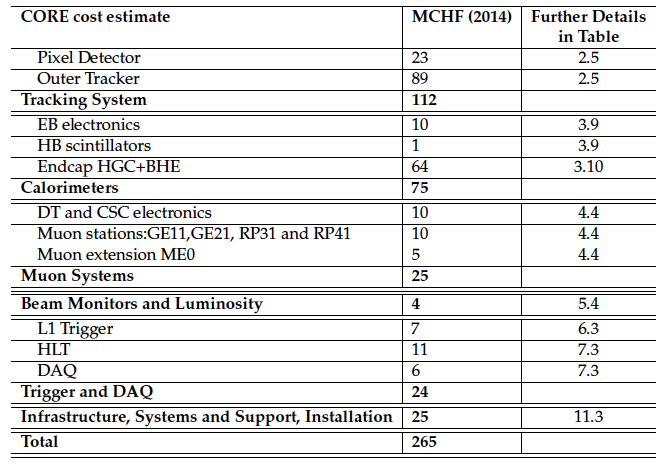 CORE cost estimate MCHF (2014) Further Details
in Table
Pixel Detector 23 2.5
Outer Tracker 89 2.5
Tracking System 112
EB electronics 10 3.9
HB scintillators 1 3.9
Endcap HGC+BHE 64 3.10
Calorimeters 75
DT and CSC electronics 10 4.4
Muon stations:GE11,GE21, RP31 and RP41 10 4.4
Muon extension ME0 5 4.4
Muon Systems 25
Beam Monitors and Luminosity 4 5.4
L1 Trigger 7 6.3
HLT 11 7.3
DAQ 6 7.3
Trigger and DAQ 24
Infrastructure, Systems and Support, Installation 25 11.3
Total 265